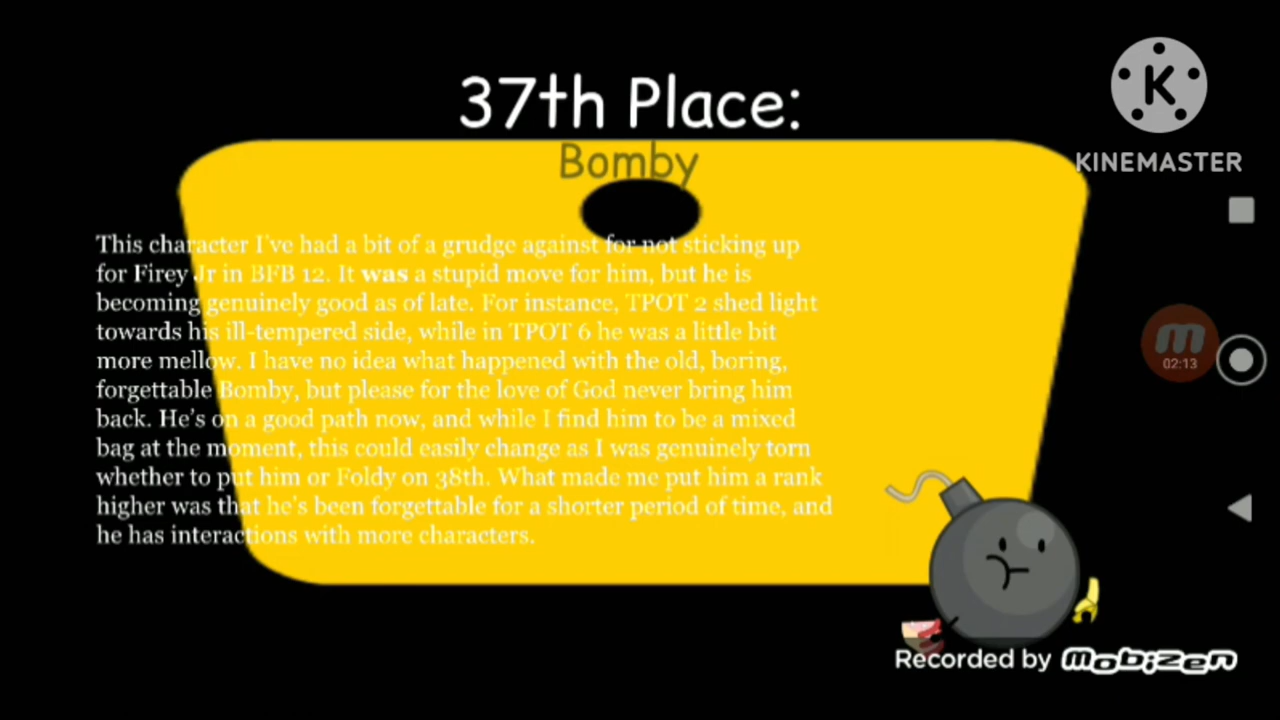 37th Place:
Bomby
KINEMASTER
This character I've had a bit of a grudge against for not sticking up
for Firey Jr in BFB 12. It was a stupid move for him, but he is
becoming genuinely good as of late. For instance, TPOT 2 shed light
towards his ill-tempered side, while in TPOT 6 he was a little bit
more mellow. I have no idea what happened with the old, boring,
forgettable Bomby, but please for the love of God never bring him
back. He's on a good path now, and while I find him to be a mixed
bag at the moment, this could easily change as I was genuinely torn
whether to put him or Foldy on 38th. What made me put him a rank
higher was that he's been forgettable for a shorter period of time, and
he has interactions with more characters.
02:13
Recorded by mobizen